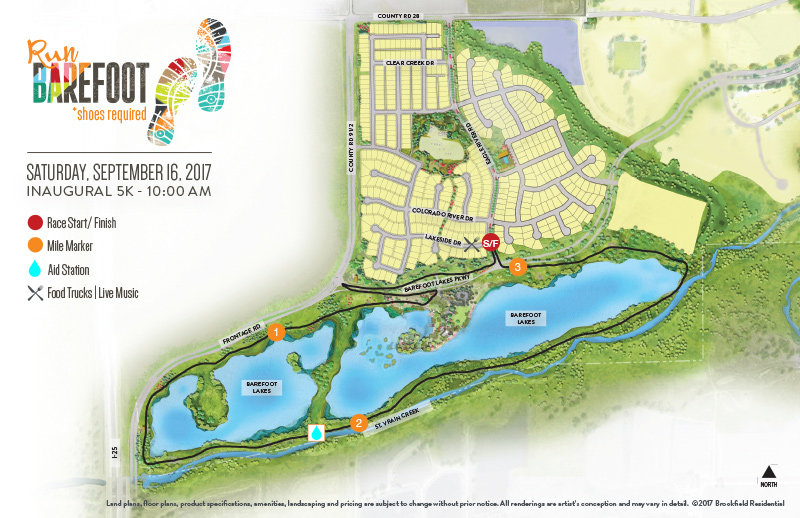 Run
BAREFOOT
*shoes required
SATURDAY, SEPTEMBER 16, 2017
INAUGURAL 5K - 10:00 AM
Race Start/ Finish
Mile Marker
Aid Station
Food Trucks | Live Music
COUNTY RD 28
CLEAR CREEK DR
COUNTY RD 9 1/2
EAGLE RIVER RD
COLORADO RIVER DR
LAKESIDE DR
S/F
3
BAREFOOT LAKES PKWY
BAREFOOT
LAKES
FRONTAGE RD
1
BAREFOOT
LAKES
2
ST. VRAIN CREEK
I-25
NORTH
Land plans, floor plans, product specifications, amenities, landscaping and pricing are subject to change without prior notice. All renderings are artist's conception and may vary in detail. ©2017 Brookfield Residential